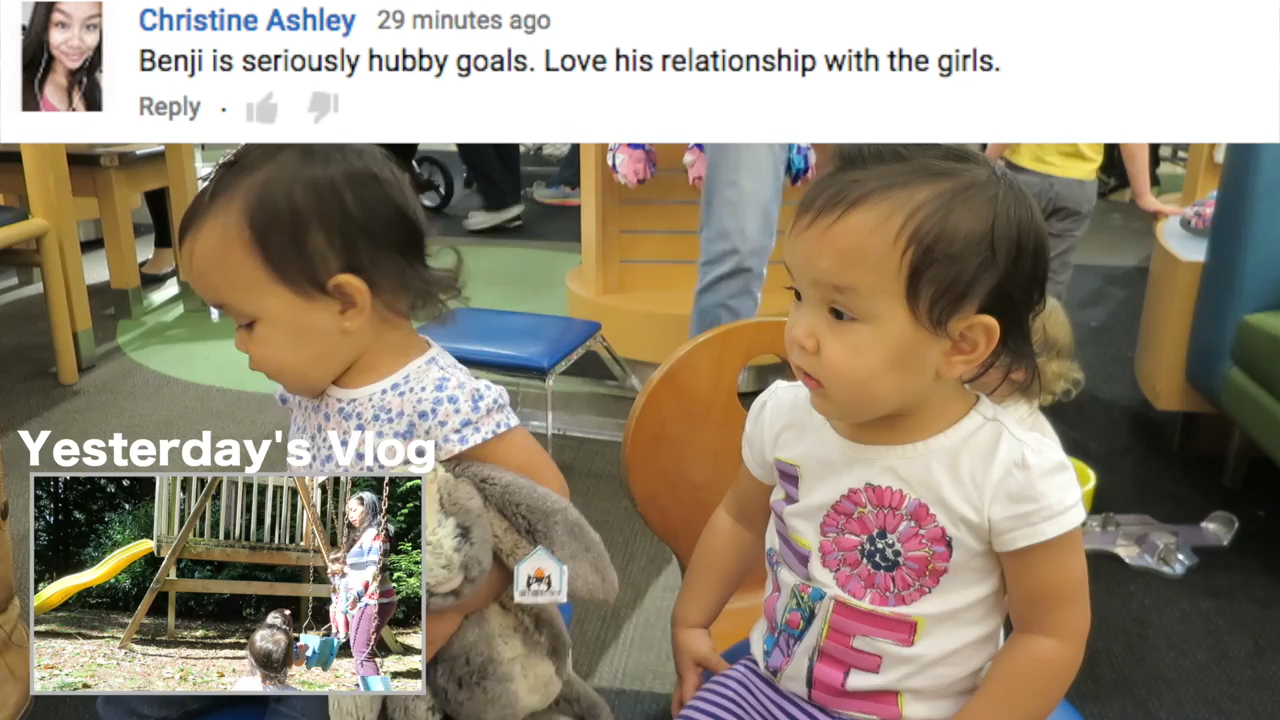 Christine Ashley 29 minutes ago
Benji is seriously hubby goals. Love his relationship with the girls.
Reply ·
Yesterday's Vlog